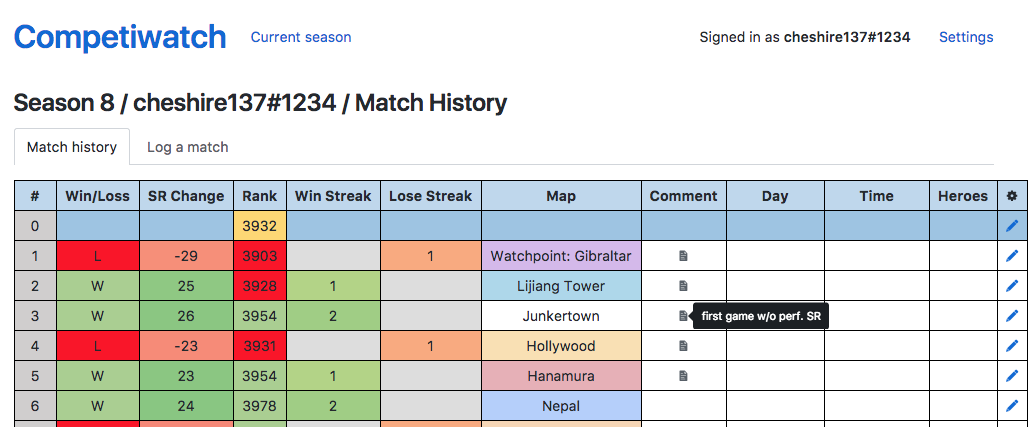 Competiwatch Current season Signed in as cheshire137#1234 Settings
Season 8 / cheshire137#1234 / Match History
Match history Log a match
# Win/Loss SR Change Rank Win Streak Lose Streak Map Comment Day Time Heroes
0 3932
1 L -29 3903 1 Watchpoint: Gibraltar
2 W 25 3928 1 Lijiang Tower
3 W 26 3954 2 Junkertown first game w/o perf. SR
4 L -23 3931 1 Hollywood
5 W 23 3954 1 Hanamura
6 W 24 3978 2 Nepal